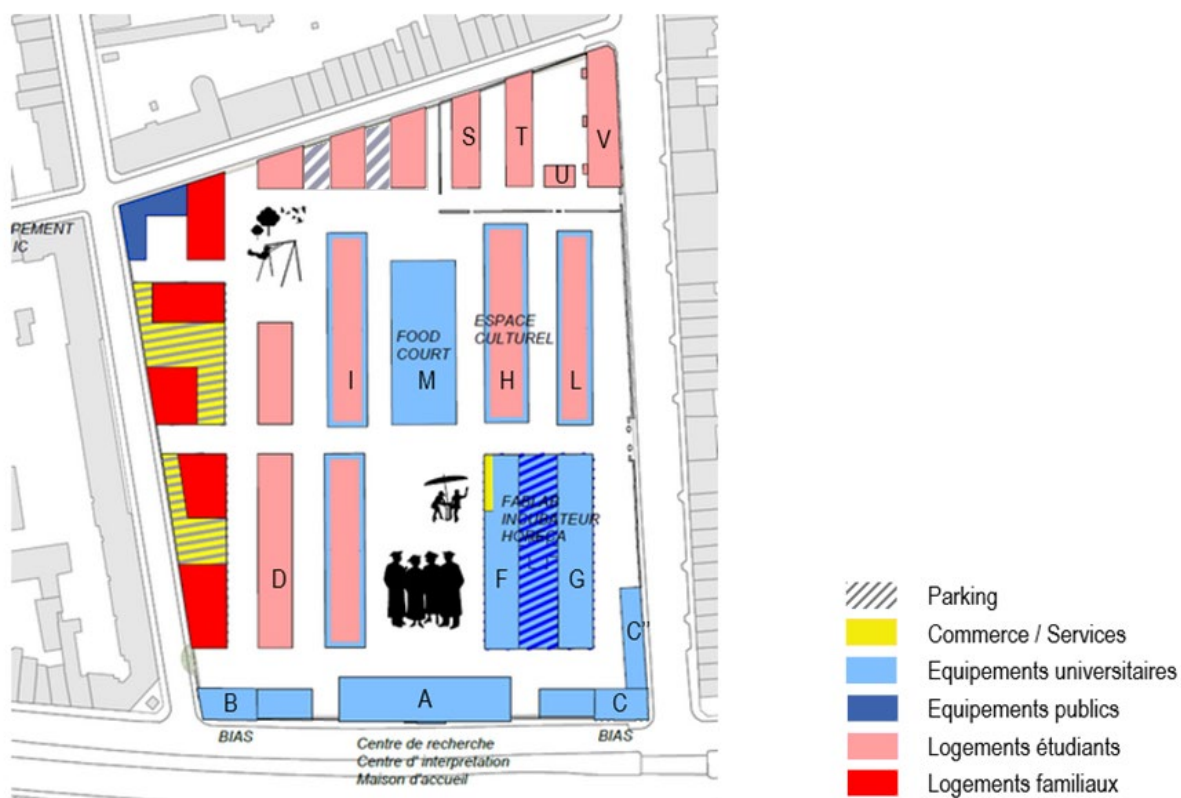 S
T
V
U
PEMENT
IC
FOOD
COURT
ESPACE
CULTUREL
I
M
H
L
FABLAB
INCUBATEUR
HORECA
D
F
G
C"
B
A
C
BIAS
BIAS
Centre de recherche
Centre d' interprétation
Maison d'accueil
Parking
Commerce / Services
Equipements universitaires
Equipements publics
Logements étudiants
Logements familiaux